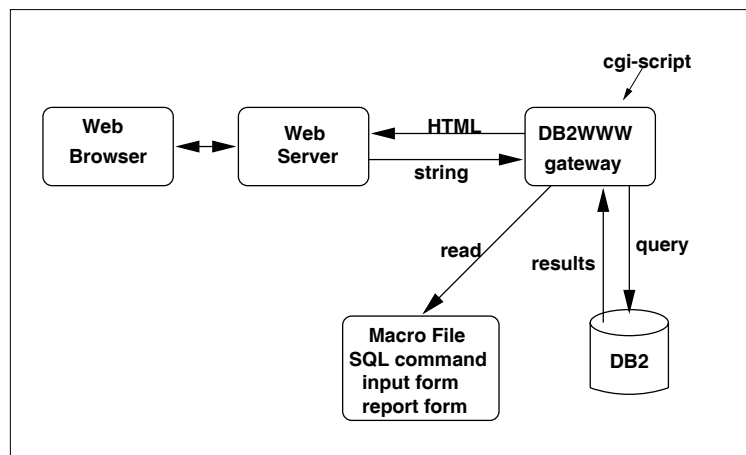 cgi-script
Web
Browser
Web
Server
HTML
string
DB2WWW
gateway
read
results
query
Macro File
SQL command
input form
report form
DB2